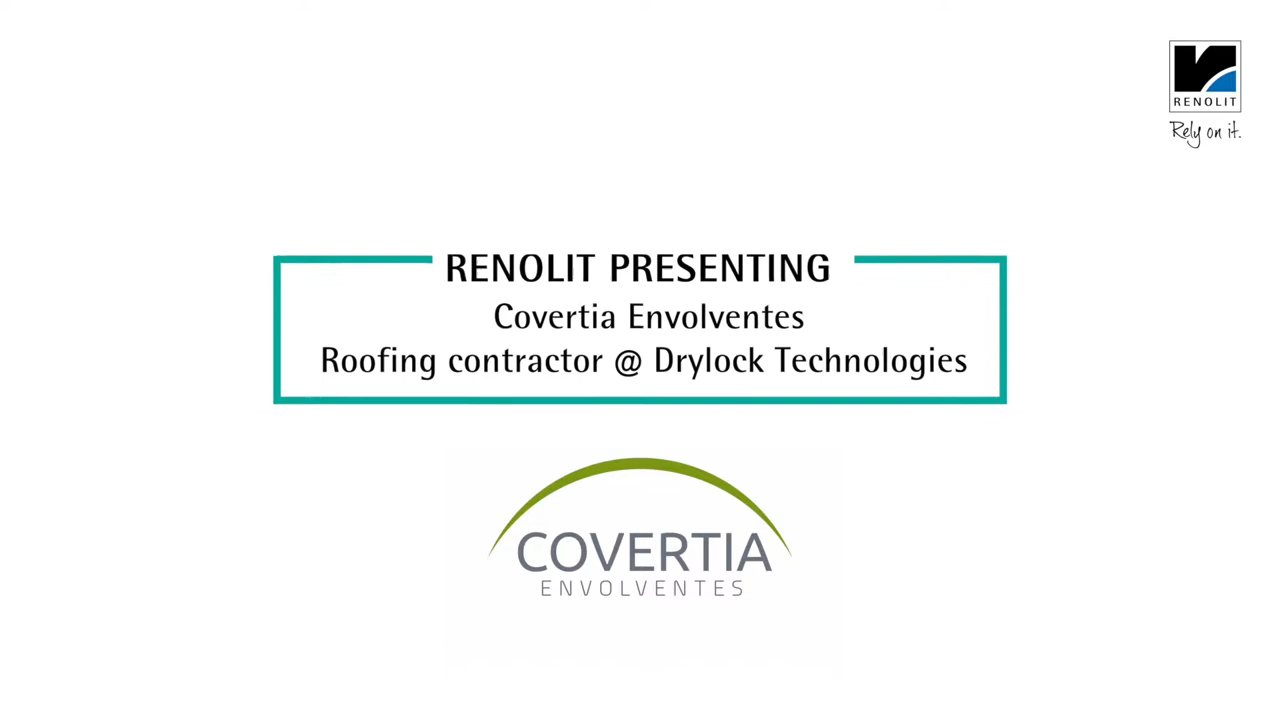 RENOLIT
Rely on it.
RENOLIT PRESENTING
Covertia Envolventes
Roofing contractor @ Drylock Technologies
COVERTIA
ENVOLVENTES